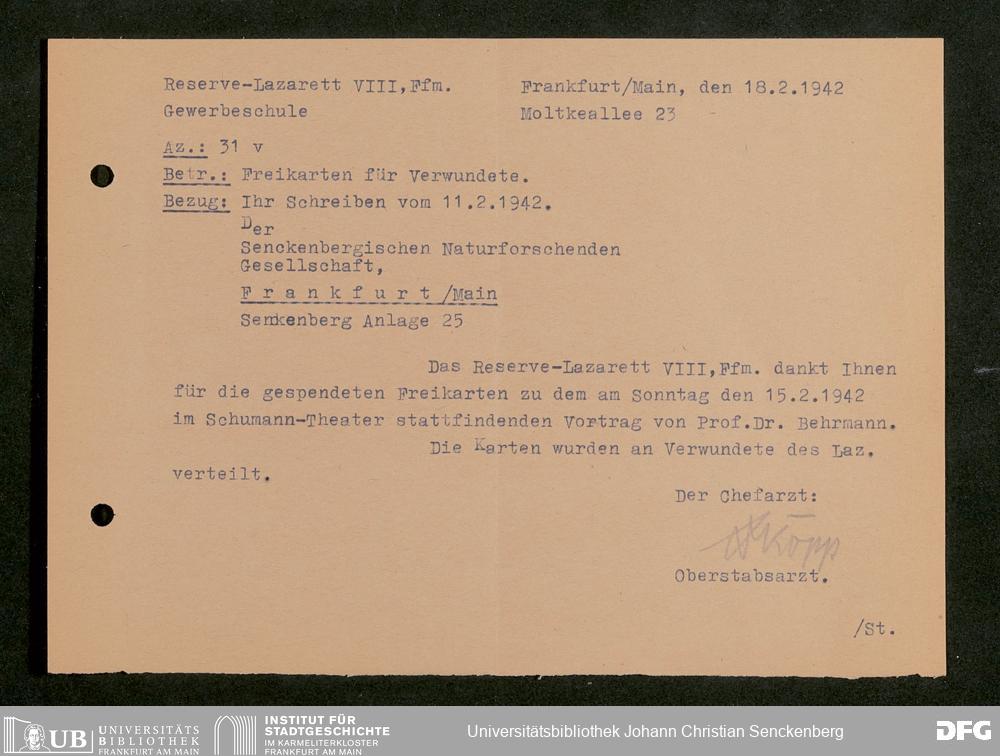 Reserve-Lazarett VIII,Ffm.
Gewerbeschule
Frankfurt/Main, den 18.2.1942
Moltkeallee 23
Az.: 31 v
Betr.: Freikarten für Verwundete.
Bezug: Ihr Schreiben vom 11.2.1942.
Der
Senckenbergischen Naturforschenden
Gesellschaft,
F r a n k f u r t /Main
Senkenberg Anlage 25
Das Reserve-Lazarett VIII,Ffm. dankt Ihnen
für die gespendeten Freikarten zu dem am Sonntag den 15.2.1942
im Schumann-Theater stattfindenden Vortrag von Prof.Dr. Behrmann.
Die Karten wurden an Verwundete des Laz.
verteilt.
Der Chefarzt:
Oberstabsarzt.
/St.
UB UNIVERSITÄTS
BIBLIOTHEK
FRANKFURT AM MAIN
INSTITUT FÜR
STADTGESCHICHTE
IM KARMELITERKLOSTER
FRANKFURT AM MAIN
Universitätsbibliothek Johann Christian Senckenberg
DFG